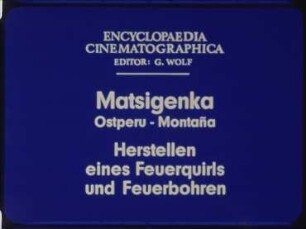 ENCYCLOPAEDIA
CINEMATOGRAPHICA
EDITOR: G. WOLF
Matsigenka
Ostperu - Montaña
Herstellen
eines Feuerquirls
und Feuerbohren